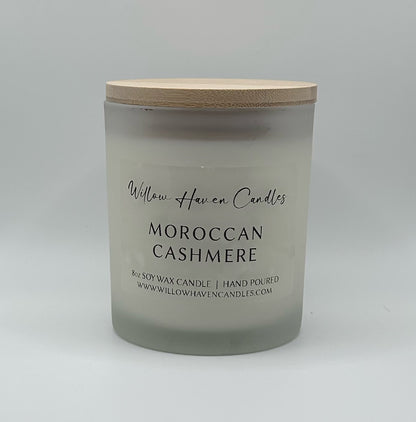 Willow Haven Candles
MOROCCAN
CASHMERE
8oz SOY WAX CANDLE | HAND POURED
WWW.WILLOWHAVENCANDLES.COM